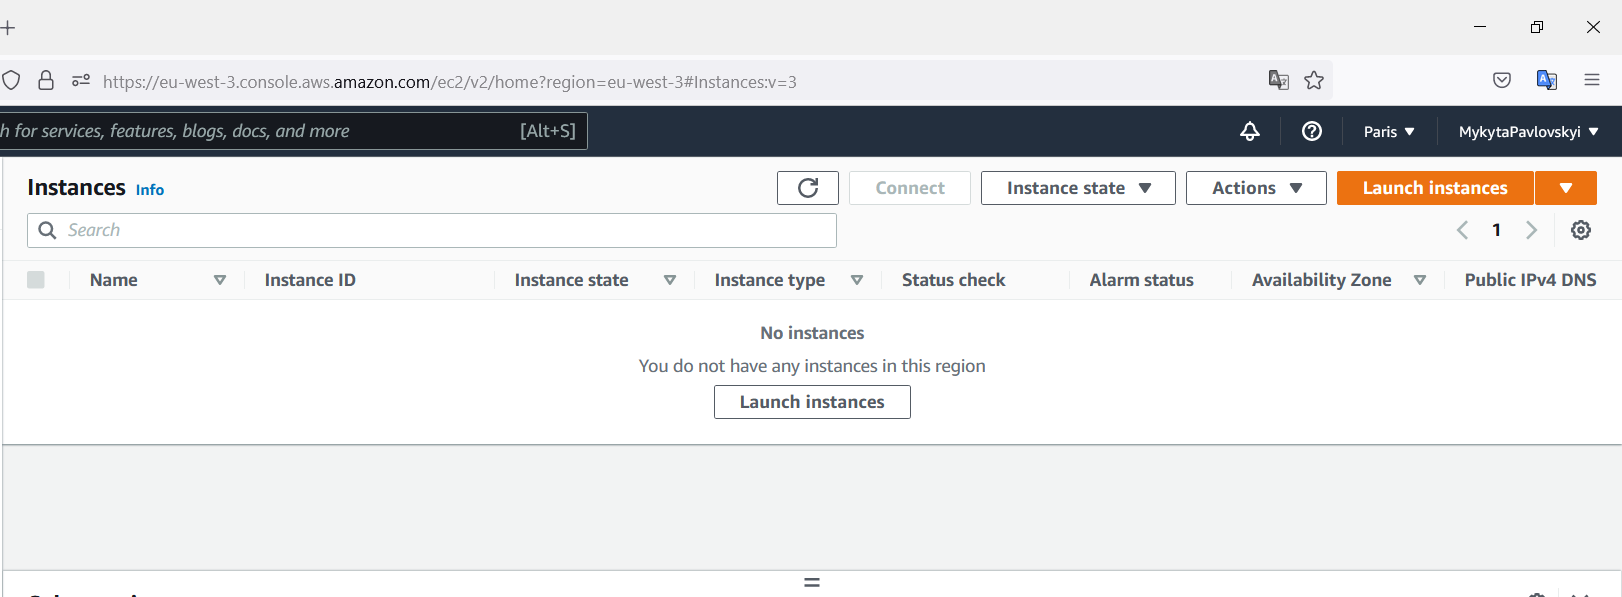 https://eu-west-3.console.aws.amazon.com/ec2/v2/home?region=eu-west-3#Instances:v=3
for services, features, blogs, docs, and more [Alt+S] Paris MykytaPavlovskyi
Instances Info Connect Instance state Actions Launch instances
Search 1
Name Instance ID Instance state Instance type Status check Alarm status Availability Zone Public IPv4 DNS
No instances
You do not have any instances in this region
Launch instances